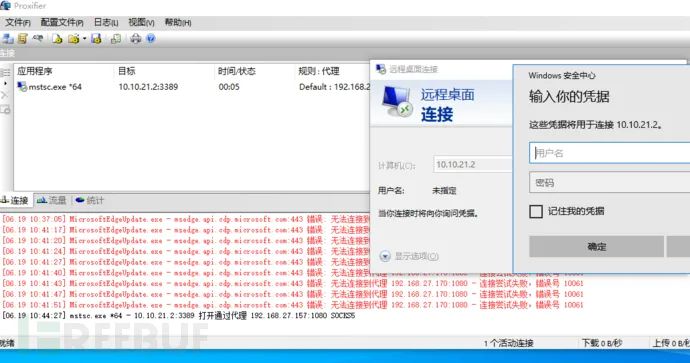 Proxifier
文件(F) 配置文件(P) 日志(L) 视图(V) 帮助(H)
连接
应用程序 目标 时间/状态 规则 : 代理
mstsc.exe *64 10.10.21.2:3389 00:05 Default : 192.168.2
远程桌面连接
远程桌面
连接
计算机(C): 10.10.21.2
用户名: 未指定
当你连接时将向你询问凭据。
显示选项(O)
Windows 安全中心
输入你的凭据
这些凭据将用于连接 10.10.21.2。
用户名
密码
记住我的凭据
确定
连接 流量 统计
[06.19 10:37:05] MicrosoftEdgeUpdate.exe - msedge.api.cdp.microsoft.com:443 错误: 无法连接到
[06.19 10:41:17] MicrosoftEdgeUpdate.exe - msedge.api.cdp.microsoft.com:443 错误: 无法连接到
[06.19 10:41:20] MicrosoftEdgeUpdate.exe - msedge.api.cdp.microsoft.com:443 错误: 无法连接到
[06.19 10:41:24] MicrosoftEdgeUpdate.exe - msedge.api.cdp.microsoft.com:443 错误: 无法连接到
[06.19 10:41:27] MicrosoftEdgeUpdate.exe - msedge.api.cdp.microsoft.com:443 错误: 无法连接到
[06.19 10:41:40] MicrosoftEdgeUpdate.exe - msedge.api.cdp.microsoft.com:443 错误: 无法连接到代理 192.168.27.170:1080 - 连接尝试失败, 错误号 10061
[06.19 10:41:43] MicrosoftEdgeUpdate.exe - msedge.api.cdp.microsoft.com:443 错误: 无法连接到代理 192.168.27.170:1080 - 连接尝试失败, 错误号 10061
[06.19 10:41:47] MicrosoftEdgeUpdate.exe - msedge.api.cdp.microsoft.com:443 错误: 无法连接到代理 192.168.27.170:1080 - 连接尝试失败, 错误号 10061
[06.19 10:41:51] MicrosoftEdgeUpdate.exe - msedge.api.cdp.microsoft.com:443 错误: 无法连接到代理 192.168.27.170:1080 - 连接尝试失败, 错误号 10061
[06.19 10:44:27] mstsc.exe *64 - 10.10.21.2:3389 打开通过代理 192.168.27.157:1080 SOCKS5
FREEBUF
就绪 1 个活动连接 下载 0 B/秒 上传 0 B/秒